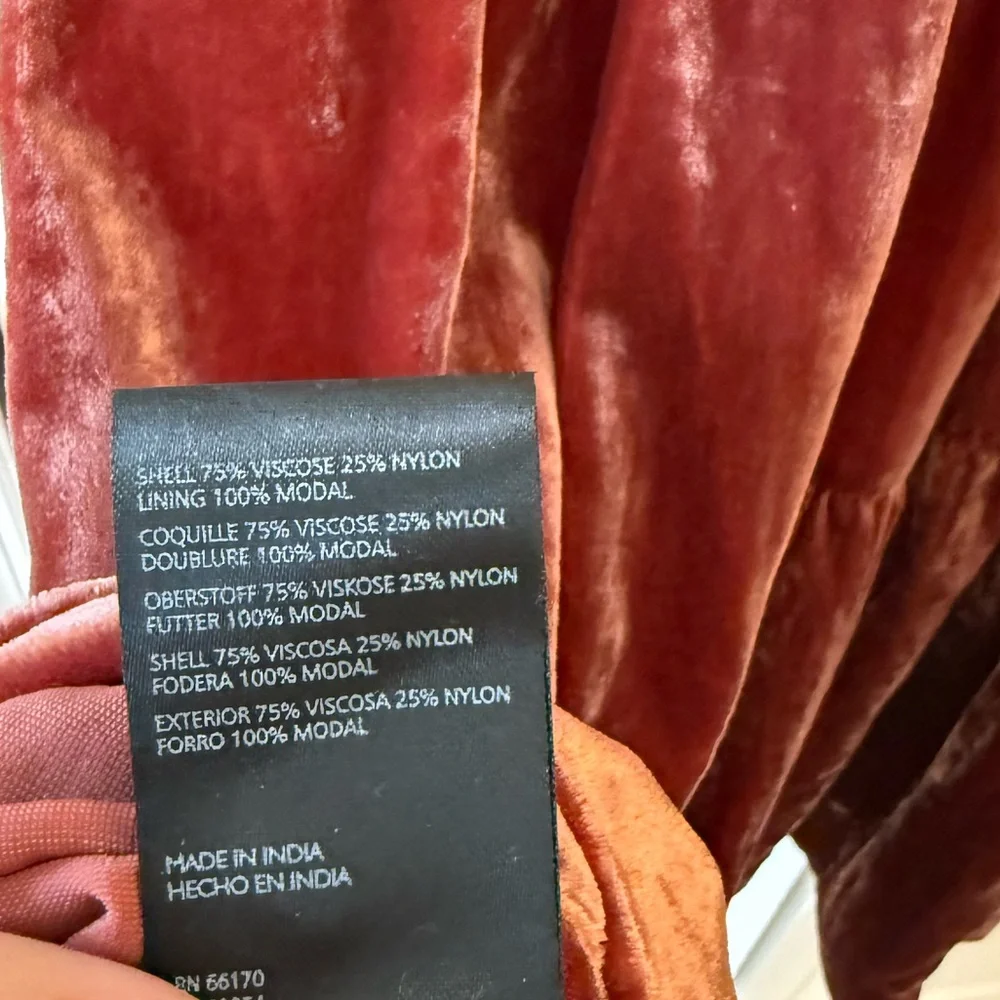 SHELL 75% VISCOSE 25% NYLON
LINING 100% MODAL
COQUILLE 75% VISCOSE 25% NYLON
DOUBLURE 100% MODAL
OBERSTOFF 75% VISKOSE 25% NYLON
FUTTER 100% MODAL
SHELL 75% VISCOSA 25% NYLON
FODERA 100% MODAL
EXTERIOR 75% VISCOSA 25% NYLON
FORRO 100% MODAL
MADE IN INDIA
HECHO EN INDIA
RN 66170